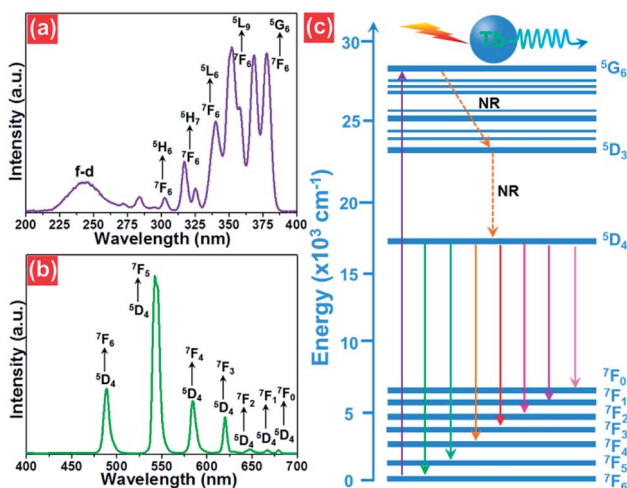 (a)
Intensity (a.u.)
f-d
⁵H₆
⁷F₆
⁵H₇
⁷F₆
⁵L₆
⁷F₆
⁵L₉
⁷F₆
⁵G₆
⁷F₆
200 225 250 275 300 325 350 375 400
Wavelength (nm)
(b)
Intensity (a.u.)
⁷F₆
⁵D₄
⁷F₅
⁵D₄
⁷F₄
⁵D₄
⁷F₃
⁵D₄
⁷F₂
⁵D₄
⁷F₁
⁵D₄
⁷F₀
⁵D₄
400 450 500 550 600 650 700
Wavelength (nm)
(c)
Energy (x10³ cm⁻¹)
30
25
20
15
10
5
0
Tb
NR
NR
⁵G₆
⁵D₃
⁵D₄
⁷F₀
⁷F₁
⁷F₂
⁷F₃
⁷F₄
⁷F₅
⁷F₆